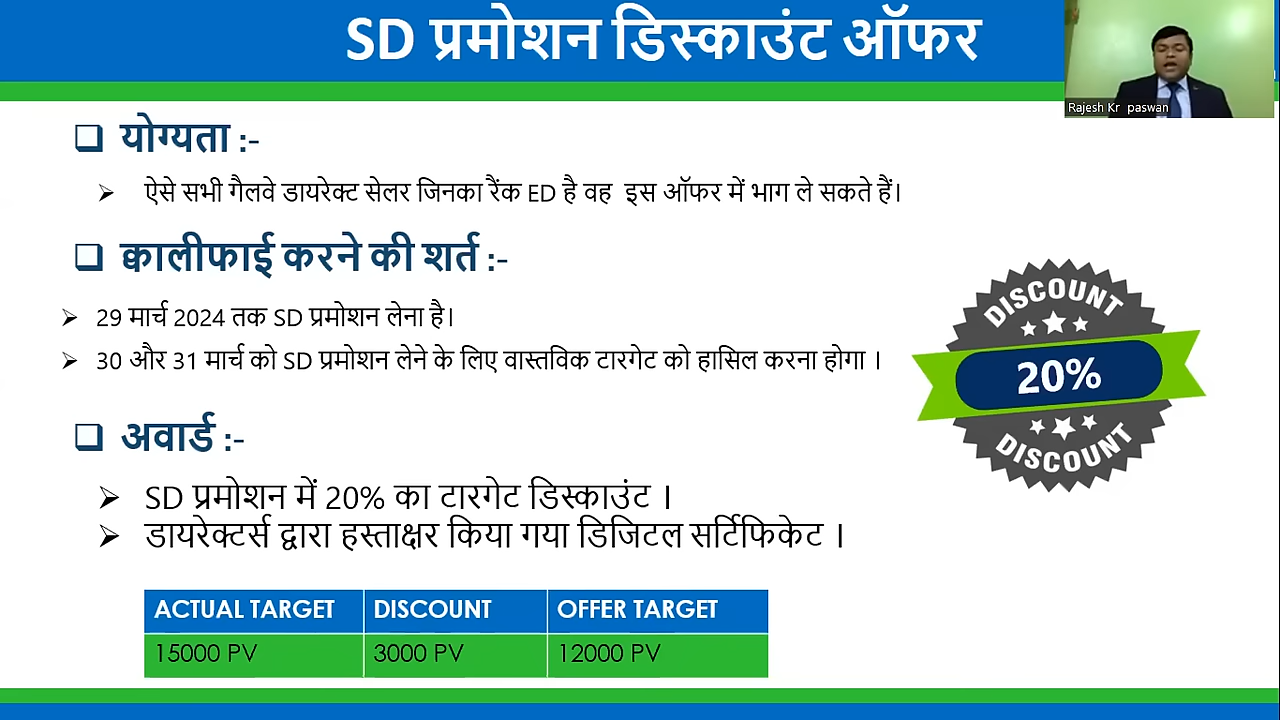 SD प्रमोशन डिस्काउंट ऑफर
Rajesh Kr paswan
योग्यता :-
ऐसे सभी गैलवे डायरेक्ट सेलर जिनका रैंक ED है वह इस ऑफर में भाग ले सकते हैं।
क्वालीफाई करने की शर्त :-
29 मार्च 2024 तक SD प्रमोशन लेना है।
30 और 31 मार्च को SD प्रमोशन लेने के लिए वास्तविक टारगेट को हासिल करना होगा ।
DISCOUNT
20%
DISCOUNT
अवार्ड :-
SD प्रमोशन में 20% का टारगेट डिस्काउंट ।
डायरेक्टर्स द्वारा हस्ताक्षर किया गया डिजिटल सर्टिफिकेट ।
ACTUAL TARGET DISCOUNT OFFER TARGET
15000 PV 3000 PV 12000 PV